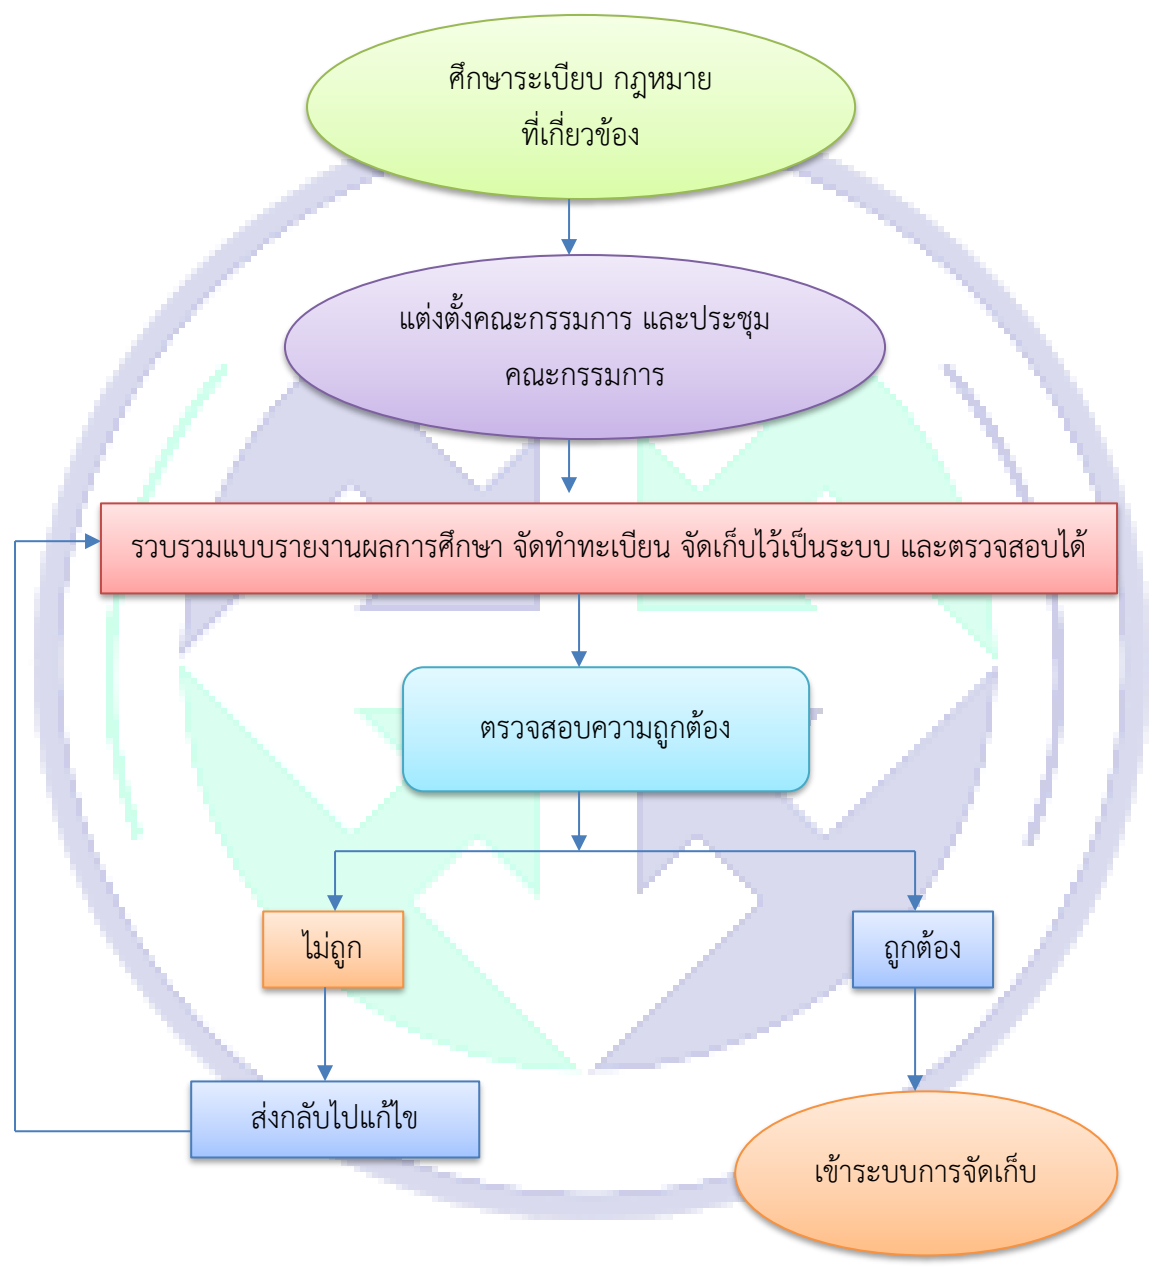 ศึกษาระเบียบ กฎหมาย
ที่เกี่ยวข้อง
แต่งตั้งคณะกรรมการ และประชุม
คณะกรรมการ
รวบรวมแบบรายงานผลการศึกษา จัดทำทะเบียน จัดเก็บไว้เป็นระบบ และตรวจสอบได้
ตรวจสอบความถูกต้อง
ไม่ถูก
ถูกต้อง
ส่งกลับไปแก้ไข
เข้าระบบการจัดเก็บ